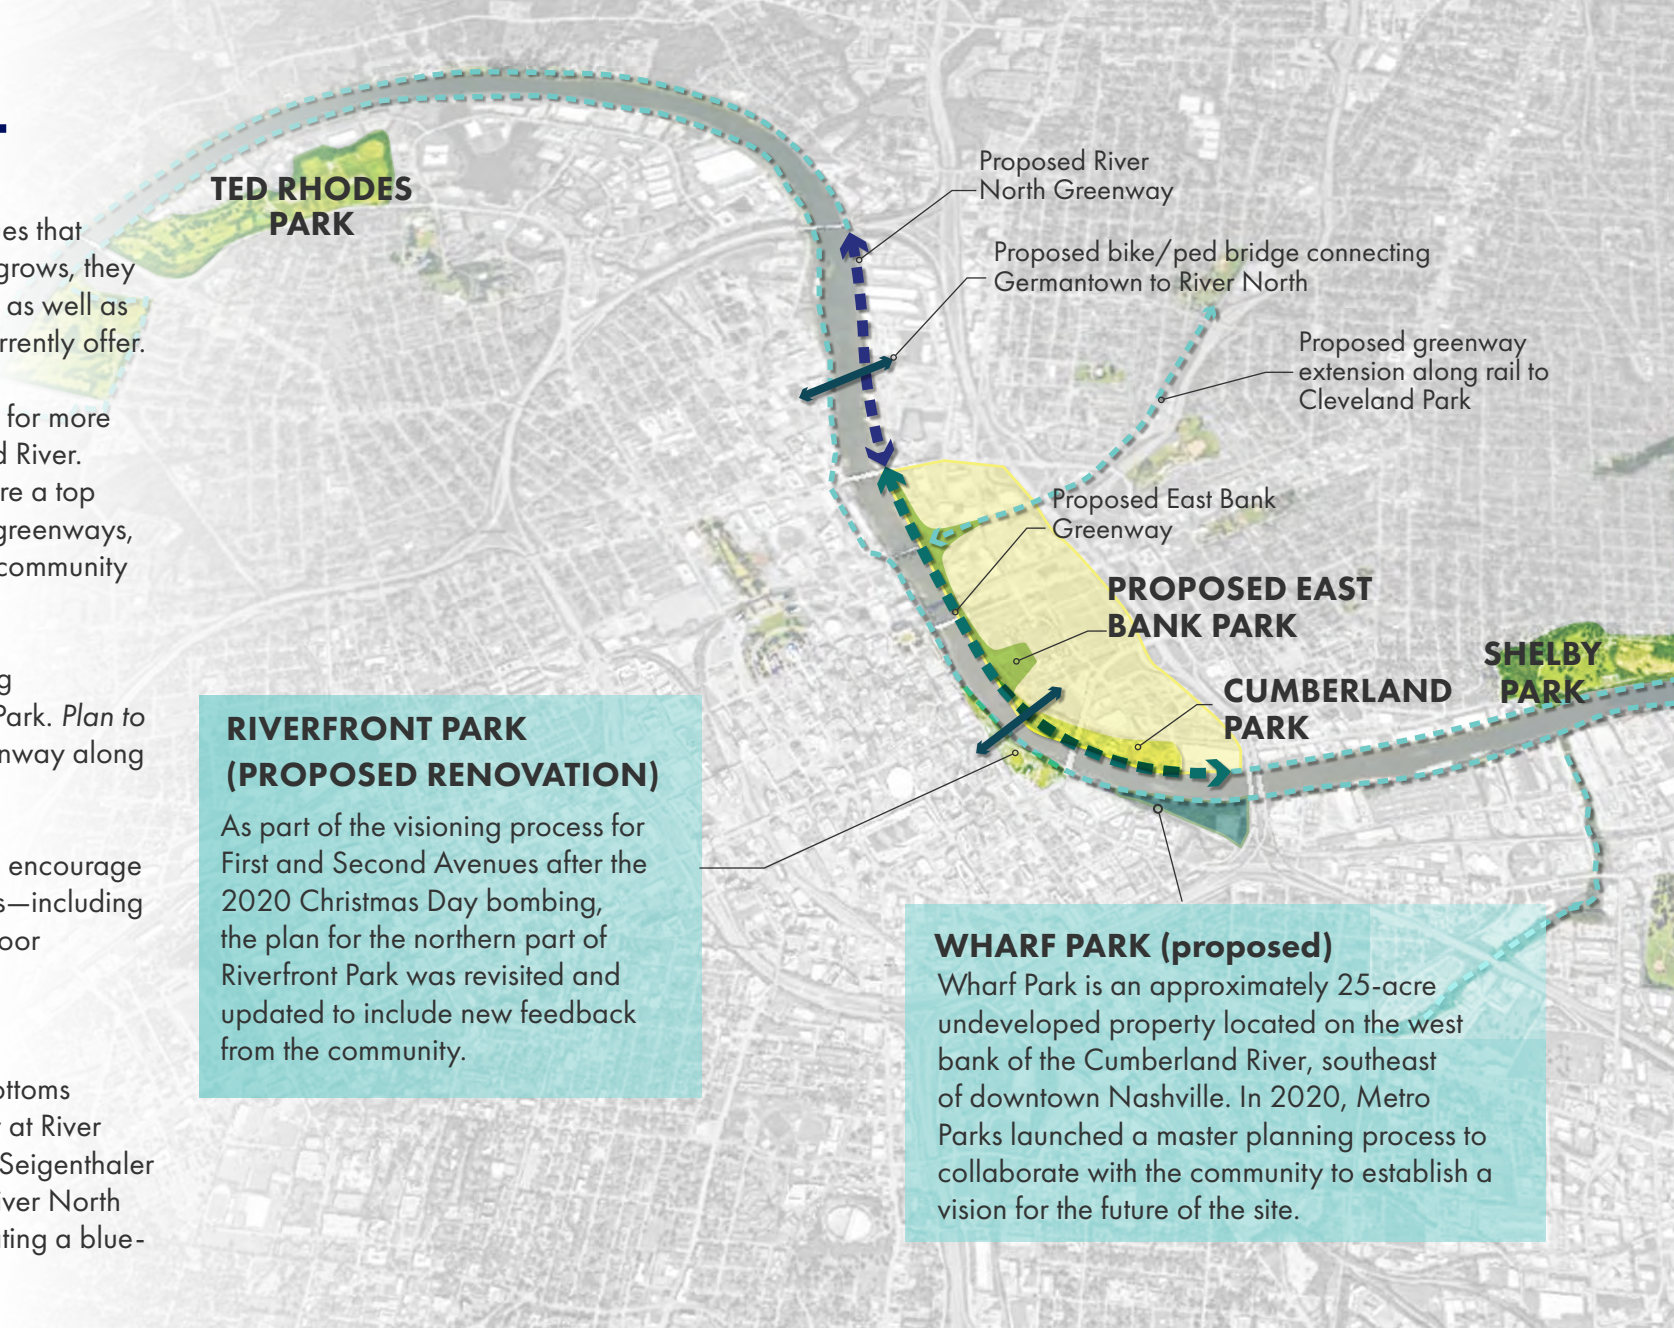 es that
grows, they
as well as
rrently offer.
for more
d River.
re a top
greenways,
community
g
Park. Plan to
nway along
encourage
s—including
oor
ottoms
at River
Seigenthaler
iver North
ting a blue-
TED RHODES
PARK
Proposed River
North Greenway
Proposed bike/ped bridge connecting
Germantown to River North
Proposed greenway
extension along rail to
Cleveland Park
Proposed East Bank
Greenway
PROPOSED EAST
BANK PARK
CUMBERLAND
PARK
SHELBY
PARK
RIVERFRONT PARK
(PROPOSED RENOVATION)
As part of the visioning process for
First and Second Avenues after the
2020 Christmas Day bombing,
the plan for the northern part of
Riverfront Park was revisited and
updated to include new feedback
from the community.
WHARF PARK (proposed)
Wharf Park is an approximately 25-acre
undeveloped property located on the west
bank of the Cumberland River, southeast
of downtown Nashville. In 2020, Metro
Parks launched a master planning process to
collaborate with the community to establish a
vision for the future of the site.